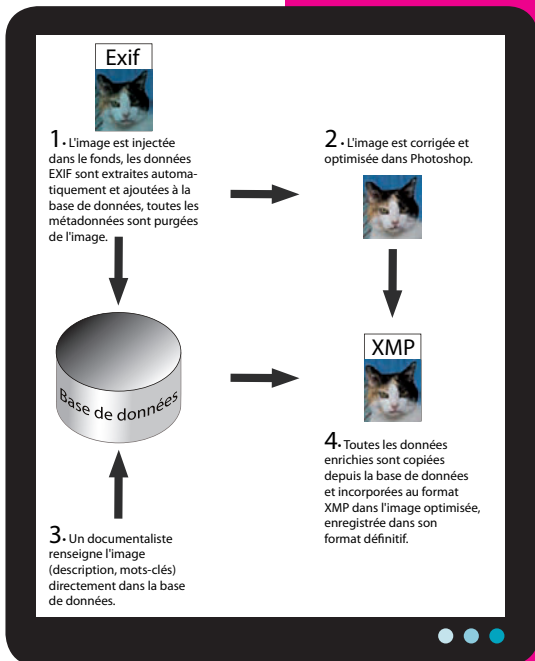 Exif
1. L'image est injectée
dans le fonds, les données
EXIF sont extraites automa-
tiquement et ajoutées à la
base de données, toutes les
métadonnées sont purgées
de l'image.
2. L'image est corrigée et
optimisée dans Photoshop.
Base de données
XMP
3. Un documentaliste
renseigne l'image
(description, mots-clés)
directement dans la base
de données.
4. Toutes les données
enrichies sont copiées
depuis la base de données
et incorporées au format
XMP dans l'image optimisée,
enregistrée dans son
format définitif.